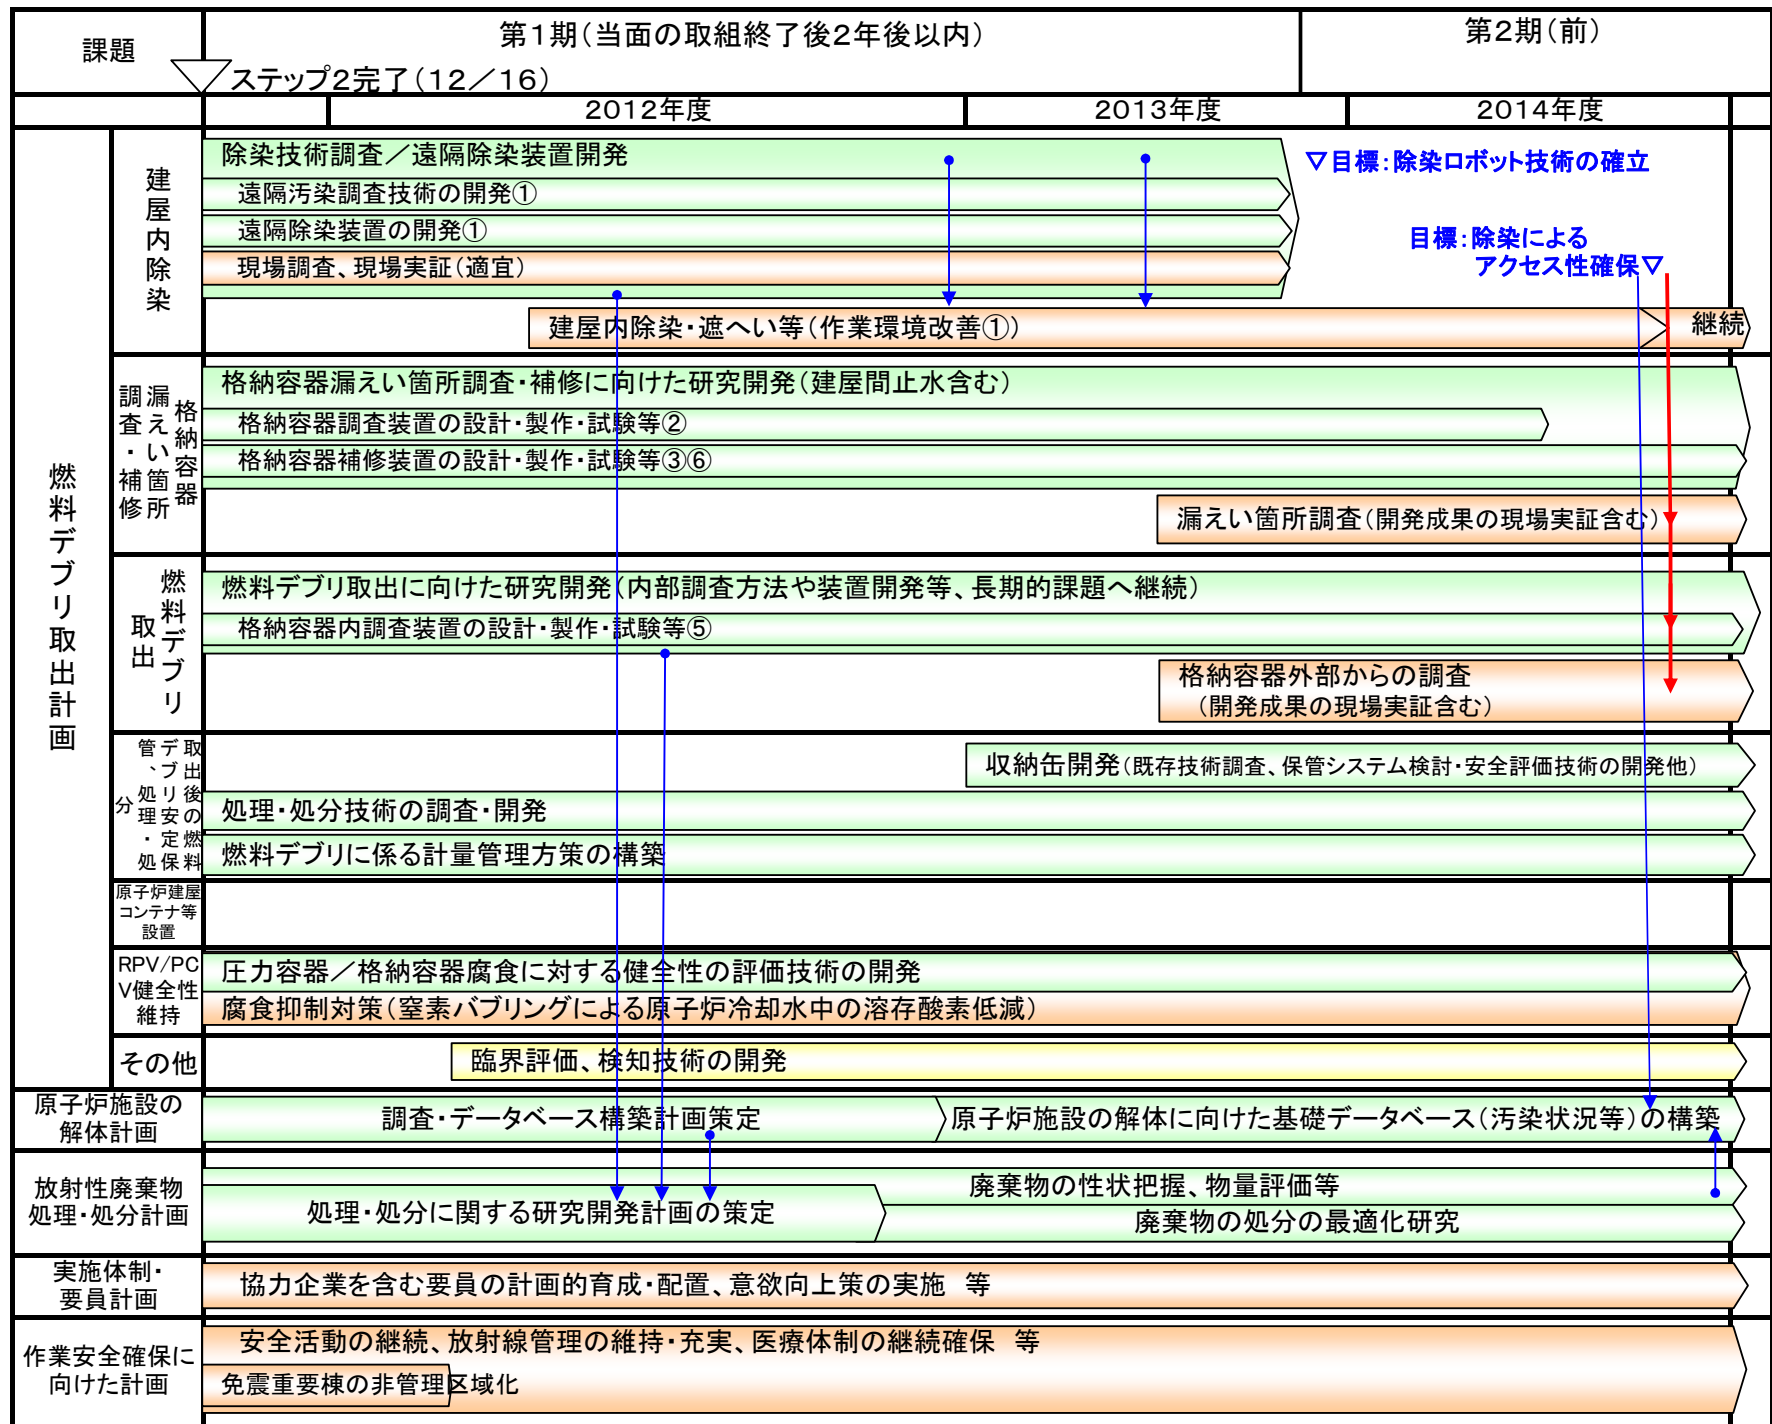 課題
第1期(当面の取組終了後2年後以内)
第2期(前)
ステップ2完了(12／16)
2012年度
2013年度
2014年度
燃料デブリ取出計画
建屋内除染
除染技術調査／遠隔除染装置開発
遠隔汚染調査技術の開発①
遠隔除染装置の開発①
現場調査、現場実証(適宜)
▽目標：除染ロボット技術の確立
目標：除染による
アクセス性確保▽
建屋内除染・遮へい等(作業環境改善①)
継続
格納容器
漏えい箇所
調査・補修
格納容器漏えい箇所調査・補修に向けた研究開発(建屋間止水含む)
格納容器調査装置の設計・製作・試験等②
格納容器補修装置の設計・製作・試験等③⑥
漏えい箇所調査(開発成果の現場実証含む)
燃料デブリ
取出
燃料デブリ取出に向けた研究開発(内部調査方法や装置開発等、長期的課題へ継続)
格納容器内調査装置の設計・製作・試験等⑤
格納容器外部からの調査
(開発成果の現場実証含む)
取出後の燃料
デブリ安定保
管、処理・処
分
収納缶開発(既存技術調査、保管システム検討・安全評価技術の開発他)
処理・処分技術の調査・開発
燃料デブリに係る計量管理方策の構築
原子炉建屋
コンテナ等
設置
RPV/PC
V健全性
維持
圧力容器／格納容器腐食に対する健全性の評価技術の開発
腐食抑制対策(窒素バブリングによる原子炉冷却水中の溶存酸素低減)
その他
臨界評価、検知技術の開発
原子炉施設の
解体計画
調査・データベース構築計画策定
原子炉施設の解体に向けた基礎データベース(汚染状況等)の構築
放射性廃棄物
処理・処分計画
廃棄物の性状把握、物量評価等
処理・処分に関する研究開発計画の策定
廃棄物の処分の最適化研究
実施体制・
要員計画
協力企業を含む要員の計画的育成・配置、意欲向上策の実施　等
作業安全確保に
向けた計画
安全活動の継続、放射線管理の維持・充実、医療体制の継続確保　等
免震重要棟の非管理区域化